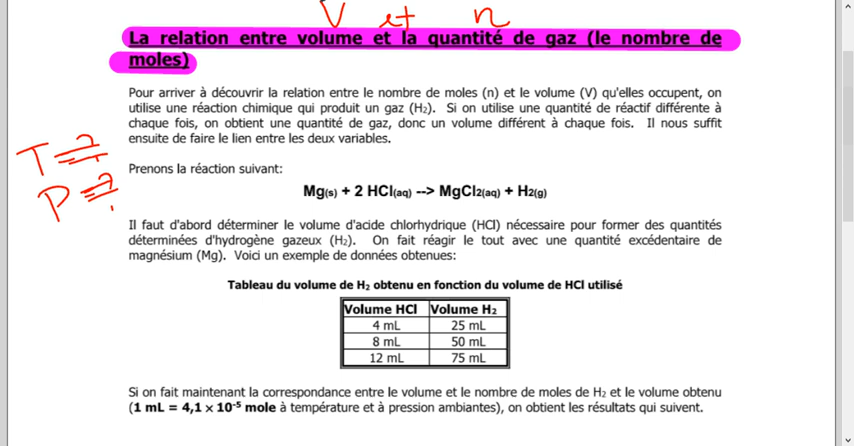 V et n
La relation entre volume et la quantité de gaz (le nombre de
moles)
Pour arriver à découvrir la relation entre le nombre de moles (n) et le volume (V) qu'elles occupent, on
utilise une réaction chimique qui produit un gaz (H₂). Si on utilise une quantité de réactif différente à
chaque fois, on obtient une quantité de gaz, donc un volume différent à chaque fois. Il nous suffit
ensuite de faire le lien entre les deux variables.
T = ?
Prenons la réaction suivant:
P = ?
Mg(s) + 2 HCl(aq) --> MgCl2(aq) + H2(g)
Il faut d'abord déterminer le volume d'acide chlorhydrique (HCl) nécessaire pour former des quantités
déterminées d'hydrogène gazeux (H₂). On fait réagir le tout avec une quantité excédentaire de
magnésium (Mg). Voici un exemple de données obtenues:
Tableau du volume de H₂ obtenu en fonction du volume de HCl utilisé
Volume HCl Volume H₂
4 mL 25 mL
8 mL 50 mL
12 mL 75 mL
Si on fait maintenant la correspondance entre le volume et le nombre de moles de H₂ et le volume obtenu
(1 mL = 4,1 x 10⁻⁵ mole à température et à pression ambiantes), on obtient les résultats qui suivent.